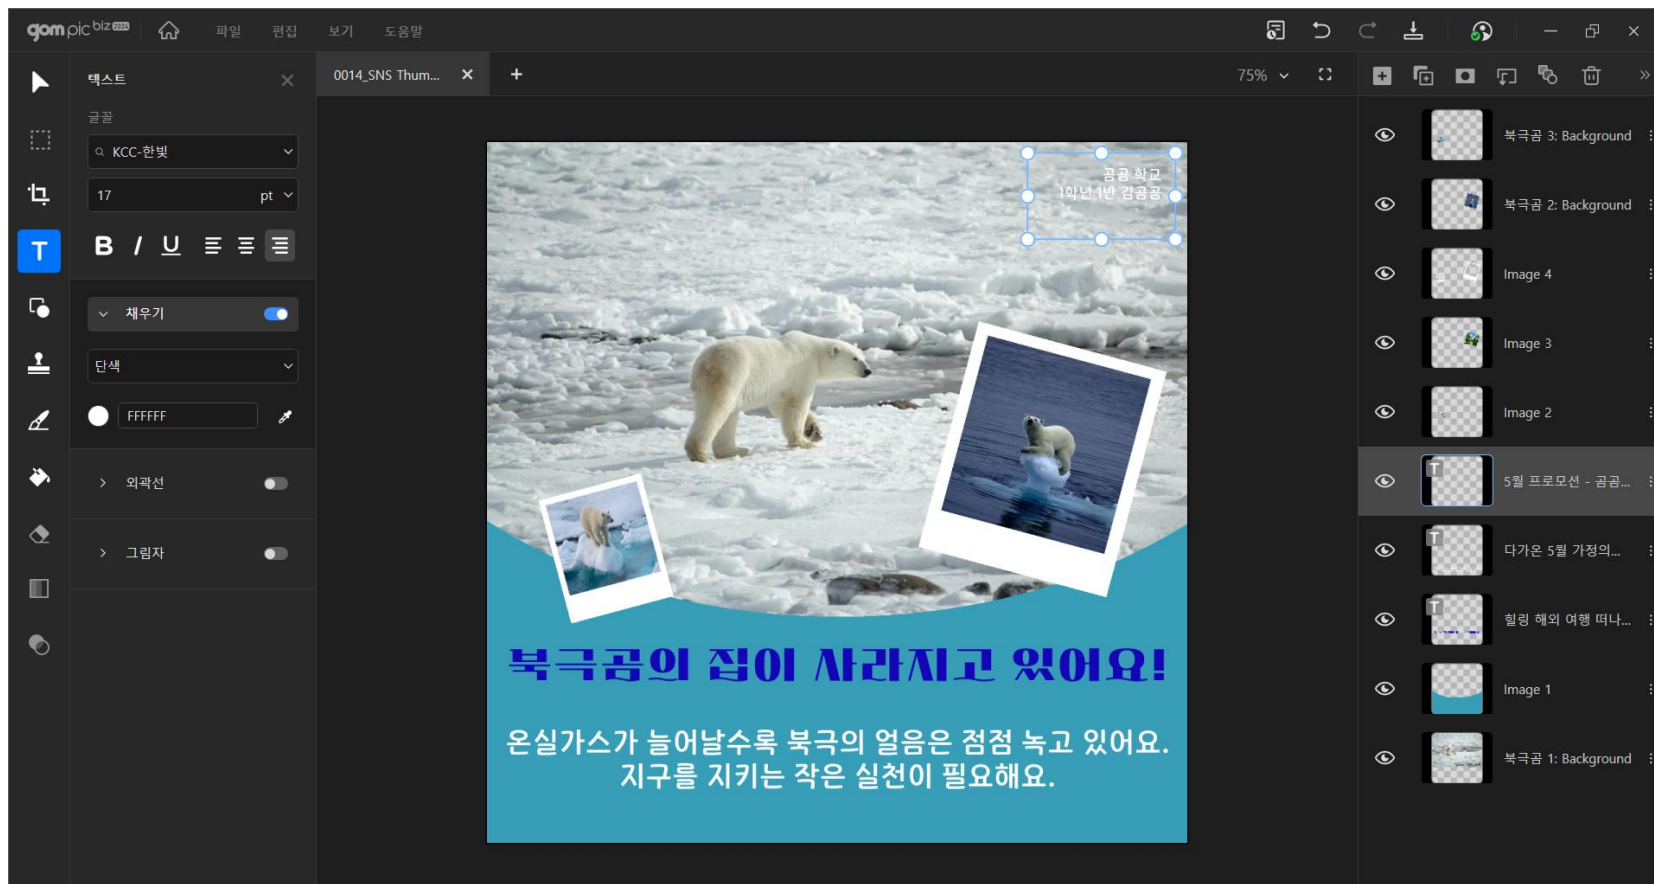 gom pic biz 2024
파일 편집 보기 도움말
텍스트
0014_SNS Thum...
75%
글꼴
KCC-한빛
17 pt
B I U
채우기
단색
FFFFFF
외곽선
그림자
곰곰 학교
1학년 1반 김곰곰
북극곰의 집이 사라지고 있어요!
온실가스가 늘어날수록 북극의 얼음은 점점 녹고 있어요.
지구를 지키는 작은 실천이 필요해요.
북극곰 3: Background
북극곰 2: Background
Image 4
Image 3
Image 2
T 5월 프로모션 - 곰곰...
T 다가온 5월 가정의...
T 힐링 해외 여행 떠나...
Image 1
북극곰 1: Background